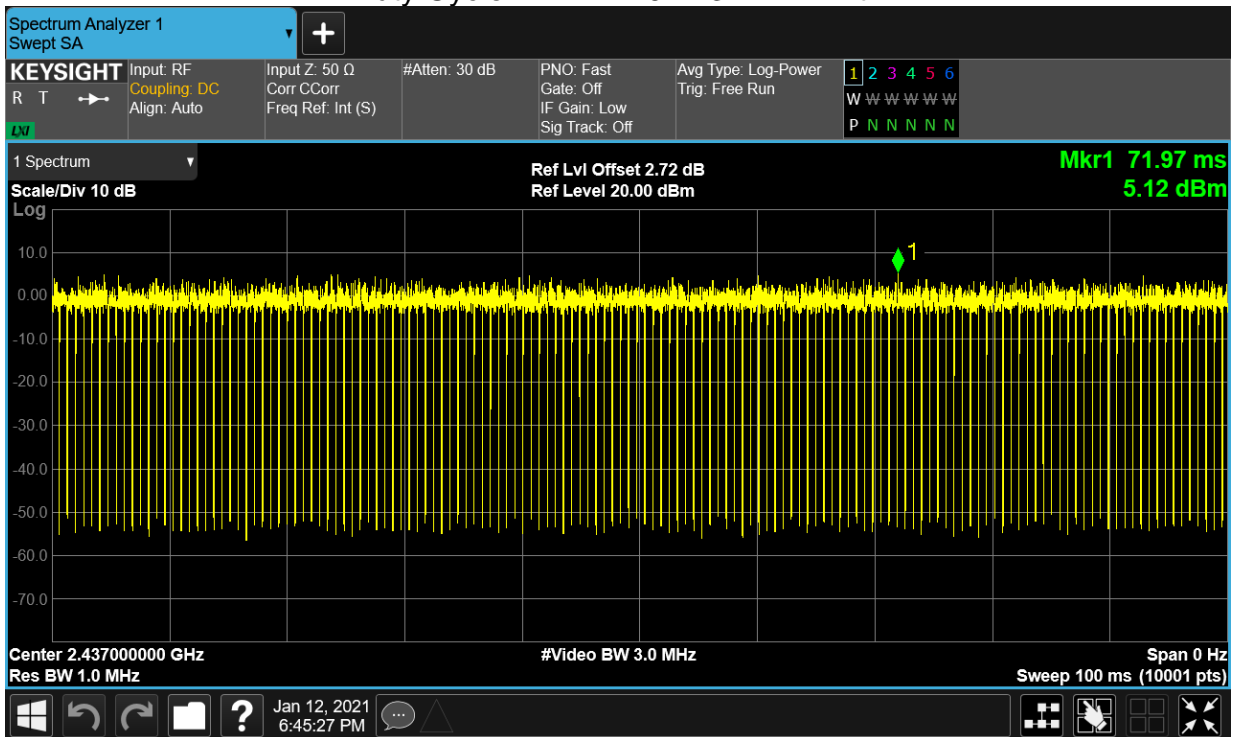 Spectrum Analyzer 1
Swept SA
KEYSIGHT
R T
LXI
Input: RF
Coupling: DC
Align: Auto
Input Z: 50 Ω
Corr CCorr
Freq Ref: Int (S)
#Atten: 30 dB
PNO: Fast
Gate: Off
IF Gain: Low
Sig Track: Off
Avg Type: Log-Power
Trig: Free Run
1 2 3 4 5 6
W W W W W W
P N N N N N
1 Spectrum
Scale/Div 10 dB
Log
Ref Lvl Offset 2.72 dB
Ref Level 20.00 dBm
Mkr1 71.97 ms
5.12 dBm
1
10.0
0.00
-10.0
-20.0
-30.0
-40.0
-50.0
-60.0
-70.0
Center 2.437000000 GHz
Res BW 1.0 MHz
#Video BW 3.0 MHz
Span 0 Hz
Sweep 100 ms (10001 pts)
?
Jan 12, 2021
6:45:27 PM